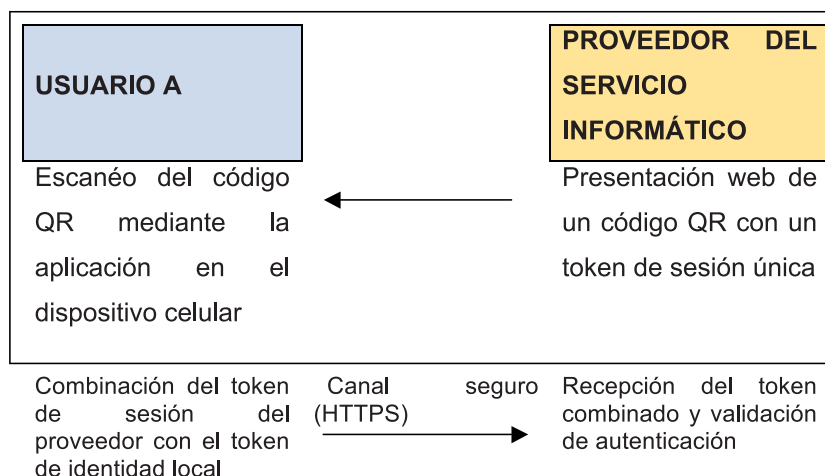 USUARIO A
PROVEEDOR DEL
SERVICIO
INFORMÁTICO
Escanéo del código
QR mediante la
aplicación en el
dispositivo celular
Presentación web de
un código QR con un
token de sesión única
Combinación del token
de sesión del
proveedor con el token
de identidad local
Canal seguro
(HTTPS)
Recepción del token
combinado y validación
de autenticación